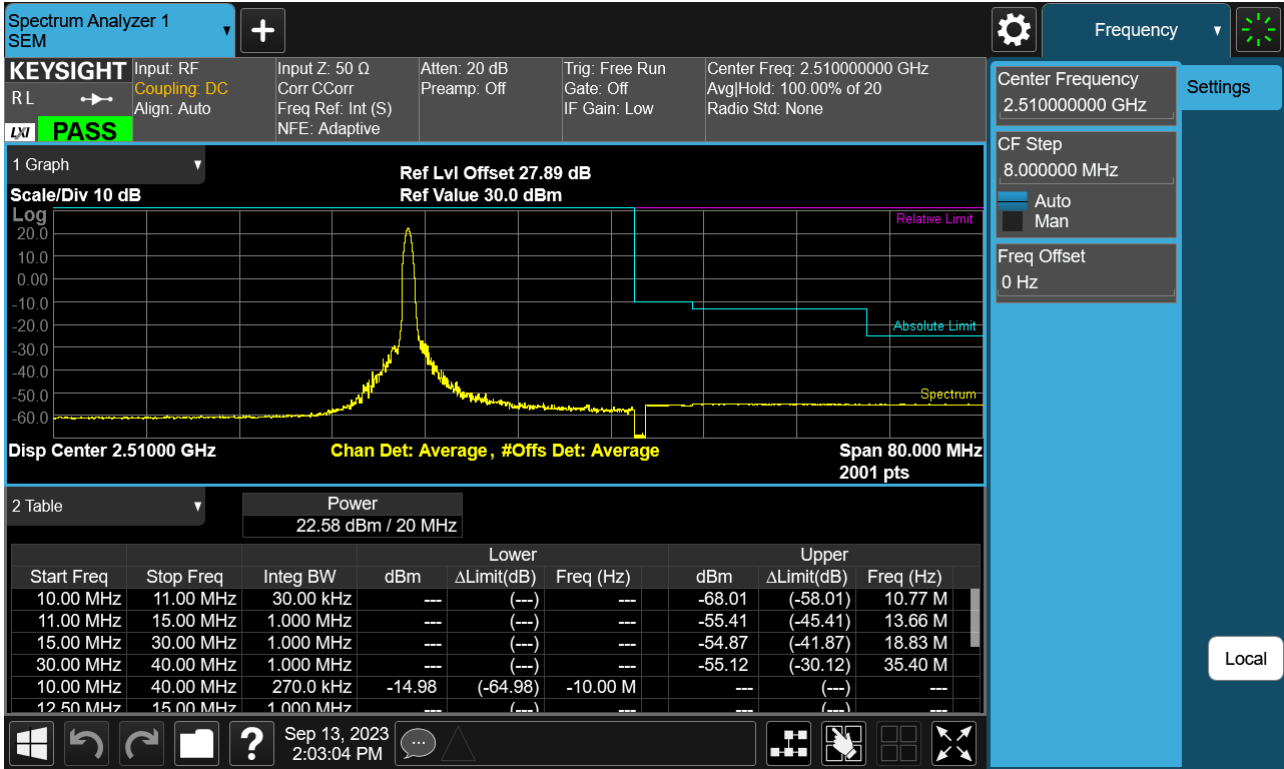 Spectrum Analyzer 1
SEM
Frequency
KEYSIGHT
R L
LXI
PASS
Input: RF
Coupling: DC
Align: Auto
Input Z: 50 Ω
Corr CCorr
Freq Ref: Int (S)
NFE: Adaptive
Atten: 20 dB
Preamp: Off
Trig: Free Run
Gate: Off
IF Gain: Low
Center Freq: 2.510000000 GHz
Avg|Hold: 100.00% of 20
Radio Std: None
Center Frequency
2.510000000 GHz
Settings
CF Step
8.000000 MHz
Auto
Man
Freq Offset
0 Hz
Local
1 Graph
Scale/Div 10 dB
Ref Lvl Offset 27.89 dB
Ref Value 30.0 dBm
Log
20.0
10.0
0.00
-10.0
-20.0
-30.0
-40.0
-50.0
-60.0
Relative Limit
Absolute Limit
Spectrum
Disp Center 2.51000 GHz
Chan Det: Average , #Offs Det: Average
Span 80.000 MHz
2001 pts
2 Table
Power
22.58 dBm / 20 MHz
Lower Upper
Start Freq Stop Freq Integ BW dBm ΔLimit(dB) Freq (Hz) dBm ΔLimit(dB) Freq (Hz)
10.00 MHz 11.00 MHz 30.00 kHz --- (---) --- -68.01 (-58.01) 10.77 M
11.00 MHz 15.00 MHz 1.000 MHz --- (---) --- -55.41 (-45.41) 13.66 M
15.00 MHz 30.00 MHz 1.000 MHz --- (---) --- -54.87 (-41.87) 18.83 M
30.00 MHz 40.00 MHz 1.000 MHz --- (---) --- -55.12 (-30.12) 35.40 M
10.00 MHz 40.00 MHz 270.0 kHz -14.98 (-64.98) -10.00 M --- (---) ---
12.50 MHz 15.00 MHz 1.000 MHz --- (---) --- --- (---) ---
?
Sep 13, 2023
2:03:04 PM